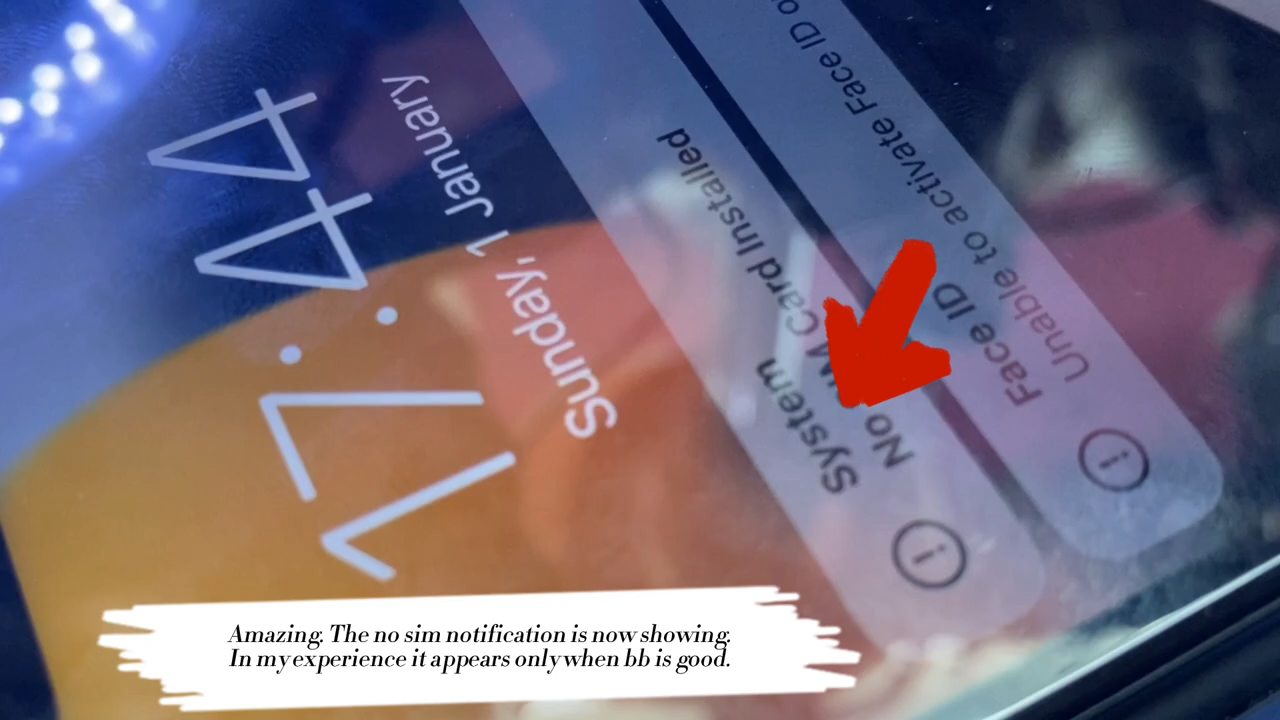 17:44
Sunday, 1 January
System
No SIM Card Installed
Face ID
Unable to activate Face ID o
Amazing. The no sim notification is now showing.
In my experience it appears only when bb is good.